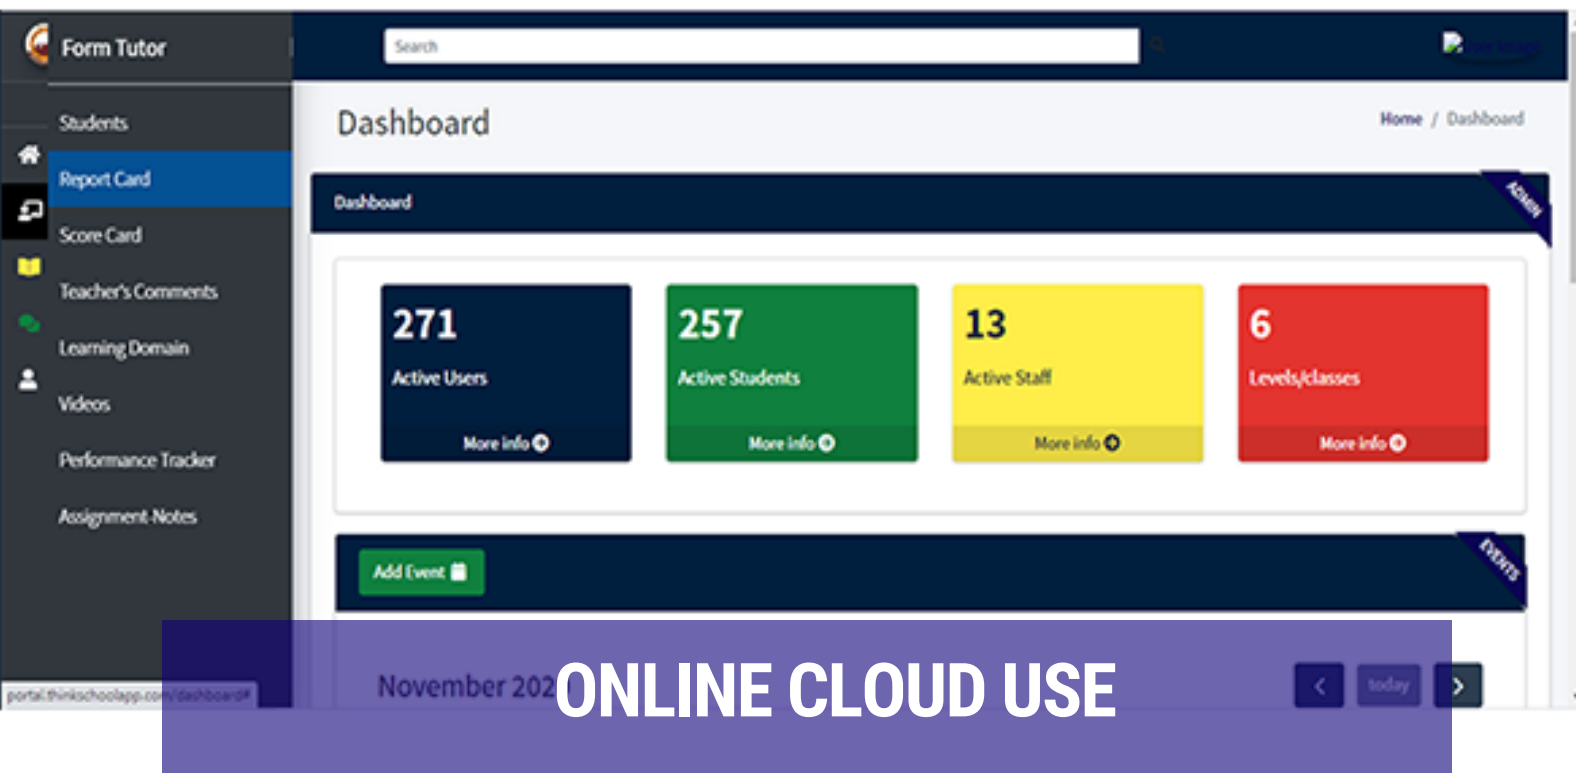 Form Tutor
Search
Students
Report Card
Score Card
Teacher's Comments
Learning Domain
Videos
Performance Tracker
Assignment-Notes
portal.thinkschoolapp.com/dashboard#
Dashboard
Home / Dashboard
Dashboard
ADMIN
271
Active Users
More info
257
Active Students
More info
13
Active Staff
More info
6
Levels/classes
More info
Add Event
EVENTS
November
today
ONLINE CLOUD USE